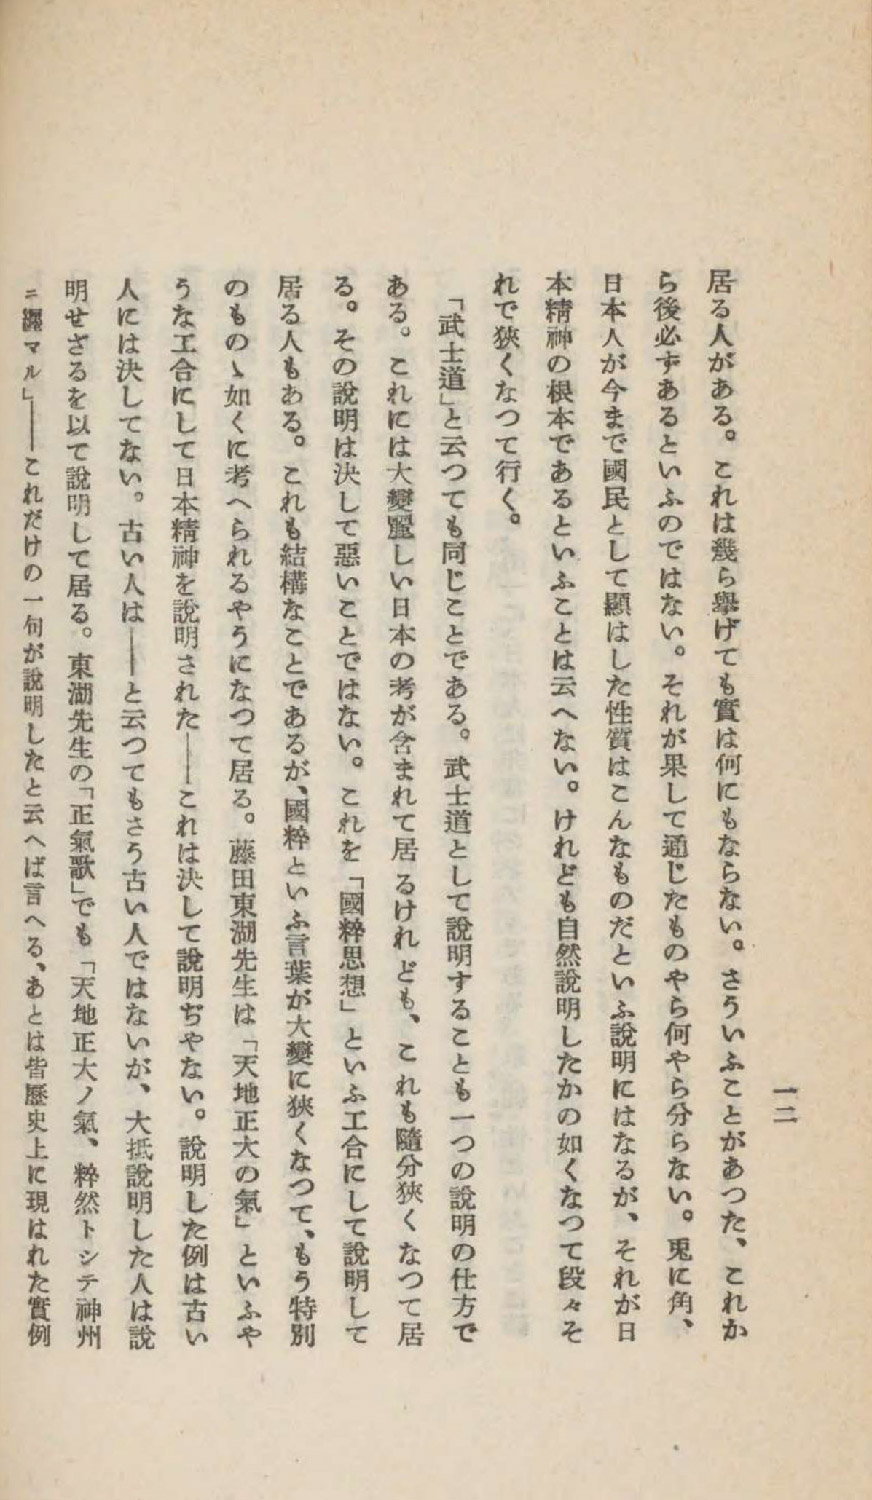 一二
居る人がある。これは幾ら擧げても實は何にもならない。さういふことがあつた、これか
ら後必ずあるといふのではない。それが果して通じたものやら何やら分らない。兎に角、
日本人が今まで國民として顯はした性質はこんなものだといふ說明にはなるが、それが日
本精神の根本であるといふことは云へない。けれども自然說明したかの如くなつて段々そ
れで狹くなつて行く。
「武士道」と云つても同じことである。武士道として說明することも一つの說明の仕方で
ある。これには大變麗しい日本の考が含まれて居るけれども、これも隨分狹くなつて居
る。その說明は決して惡いことではない。これを「國粹思想」といふ工合にして說明して
居る人もある。これも結構なことであるが、國粹といふ言葉が大變に狹くなつて、もう特別
のものゝ如くに考へられるやうになつて居る。藤田東湖先生は「天地正大の氣」といふや
うな工合にして日本精神を說明された――これは決して說明ぢやない。說明した例は古い
人には決してない。古い人は――と云つてもさう古い人ではないが、大抵說明した人は說
明せざるを以て說明して居る。東湖先生の「正氣歌」でも「天地正大ノ氣、粹然トシテ神州
ニ マル」――これだけの一句が說明したと云へば言へる、あとは皆歷史上に現はれた實例